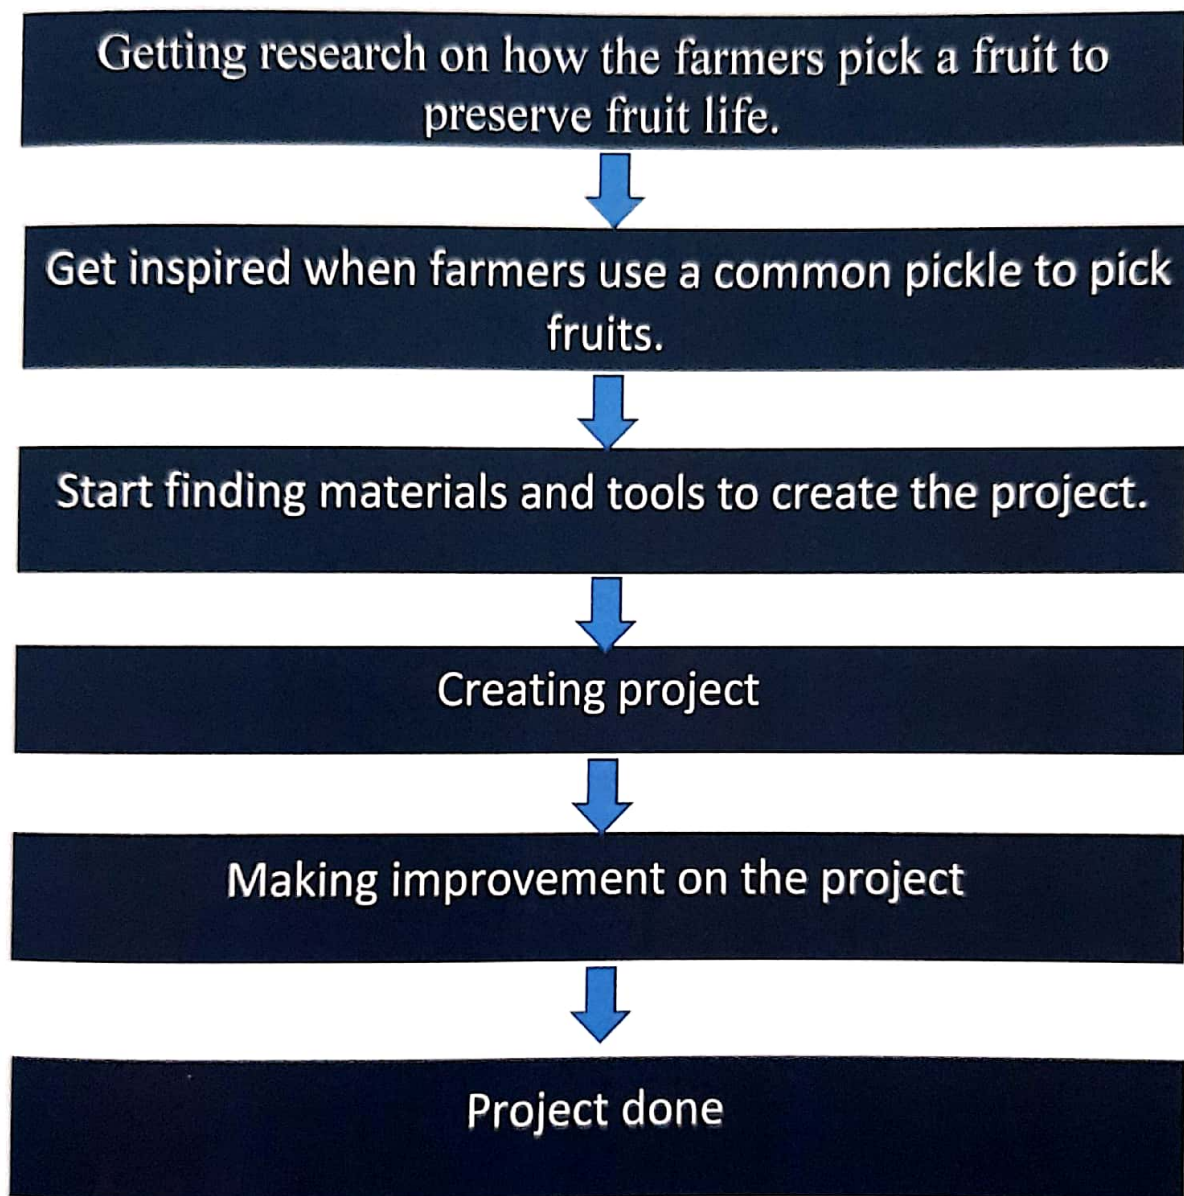 Getting research on how the farmers pick a fruit to
preserve fruit life.
Get inspired when farmers use a common pickle to pick
fruits.
Start finding materials and tools to create the project.
Creating project
Making improvement on the project
Project done